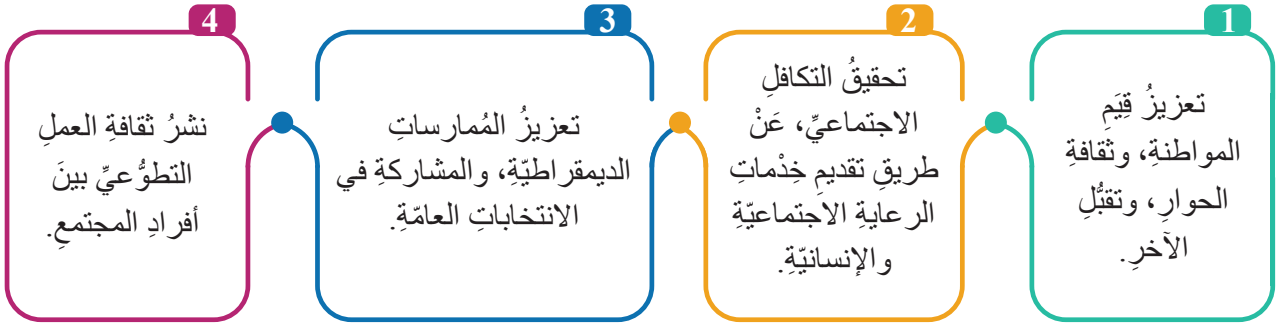 1
تعزيزُ قِيَمِ
المواطنةِ، وثقافةِ
الحوارِ، وتقبُّلِ
الآخرِ.
2
تحقيقُ التكافلِ
الاجتماعيِّ، عَنْ
طريقِ تقديمِ خِدْماتِ
الرعايةِ الاجتماعيّةِ
والإنسانيّةِ.
3
تعزيزُ المُمارساتِ
الديمقراطيّةِ، والمشاركةِ في
الانتخاباتِ العامّةِ.
4
نشرُ ثقافةِ العملِ
التطوُّعيِّ بينَ
أفرادِ المجتمعِ.